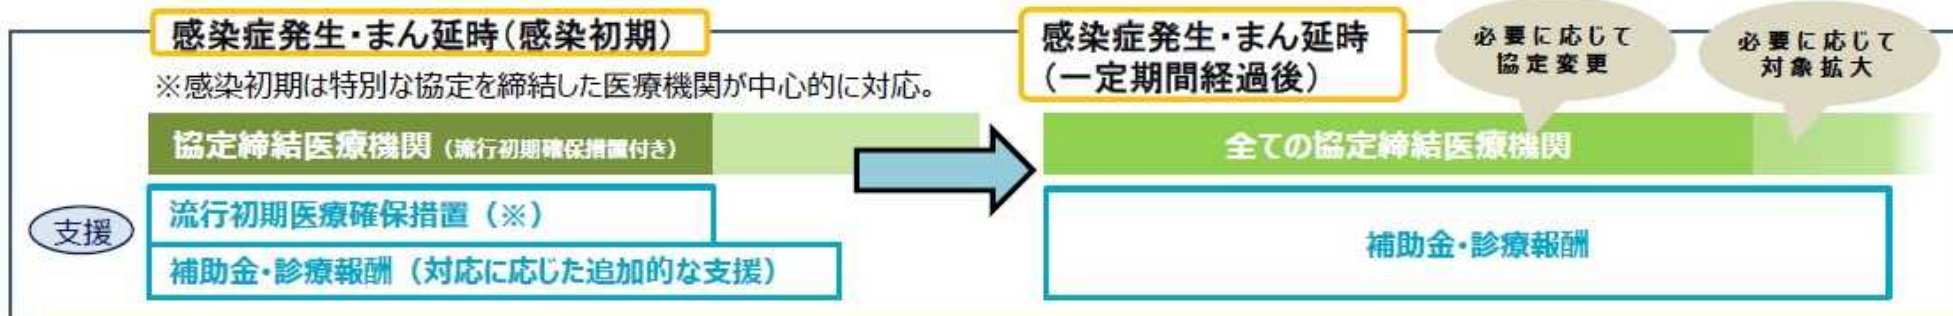 感染症発生・まん延時(感染初期)
※感染初期は特別な協定を締結した医療機関が中心的に対応。
協定締結医療機関（流行初期確保措置付き）
支援
流行初期医療確保措置（※）
補助金・診療報酬（対応に応じた追加的な支援）
感染症発生・まん延時
（一定期間経過後）
必要に応じて
協定変更
必要に応じて
対象拡大
全ての協定締結医療機関
補助金・診療報酬